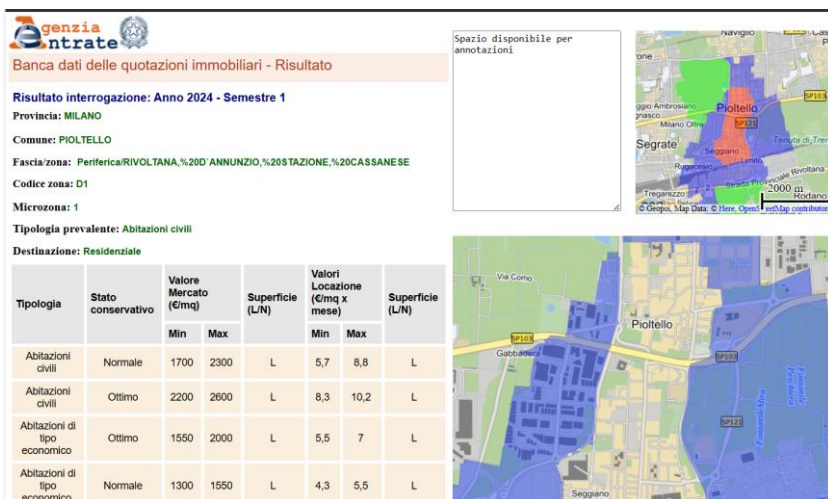 Agenzia
Entrate
Banca dati delle quotazioni immobiliari - Risultato
Risultato interrogazione: Anno 2024 - Semestre 1
Provincia: MILANO
Comune: PIOLTELLO
Fascia/zona: Periferica/RIVOLTANA,%20D`ANNUNZIO,%20STAZIONE,%20CASSANESE
Codice zona: D1
Microzona: 1
Tipologia prevalente: Abitazioni civili
Destinazione: Residenziale
Tipologia Stato conservativo Valore Mercato (€/mq) Superficie (L/N) Valori Locazione (€/mq x mese) Superficie (L/N)
Min Max Min Max
Abitazioni civili Normale 1700 2300 L 5,7 8,8 L
Abitazioni civili Ottimo 2200 2600 L 8,3 10,2 L
Abitazioni di tipo economico Ottimo 1550 2000 L 5,5 7 L
Abitazioni di tipo economico Normale 1300 1550 L 4,3 5,5 L
Spazio disponibile per
annotazioni
Naviglio
Pioltello
SP103
Milano Oltre
SP121
Segrate
Seggiano
Limito
Rugacesio
Tregarezzo
Strada Provinciale Rivoltana
Rodano
2000 m
© Geopoi, Map Data: © Here, OpenStreetMap contributors
Via Como
Pioltello
SP103
Gabbadera
SP103
SP121
Seggiano